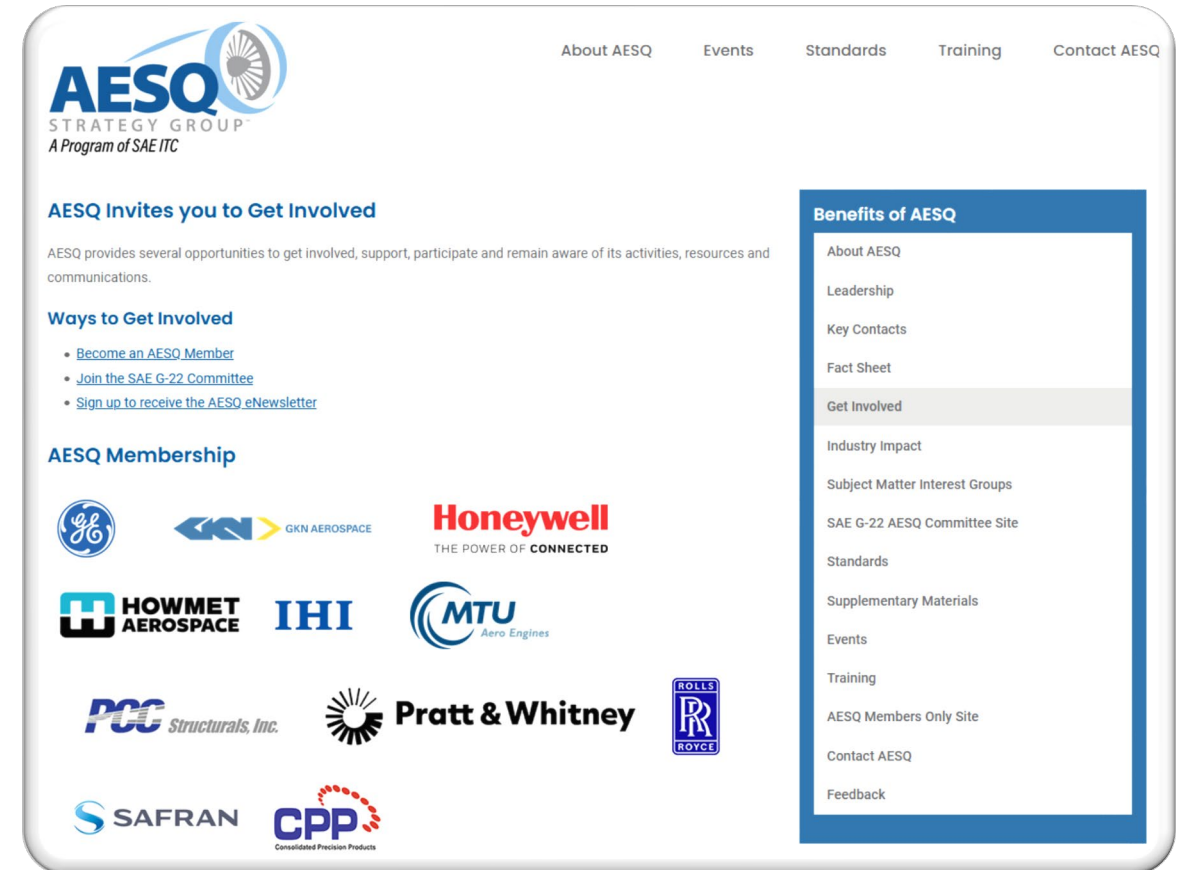 About AESQ Events Standards Training Contact AESQ
AESQ
STRATEGY GROUP
A Program of SAE ITC
AESQ Invites you to Get Involved
AESQ provides several opportunities to get involved, support, participate and remain aware of its activities, resources and
communications.
Ways to Get Involved
Become an AESQ Member
Join the SAE G-22 Committee
Sign up to receive the AESQ eNewsletter
AESQ Membership
GE
GKN GKN AEROSPACE
Honeywell
THE POWER OF CONNECTED
HOWMET
AEROSPACE
IHI
MTU
Aero Engines
PCC Structurals, Inc.
Pratt & Whitney
ROLLS
RR
ROYCE
SAFRAN
CPP
Consolidated Precision Products
Benefits of AESQ
About AESQ
Leadership
Key Contacts
Fact Sheet
Get Involved
Industry Impact
Subject Matter Interest Groups
SAE G-22 AESQ Committee Site
Standards
Supplementary Materials
Events
Training
AESQ Members Only Site
Contact AESQ
Feedback